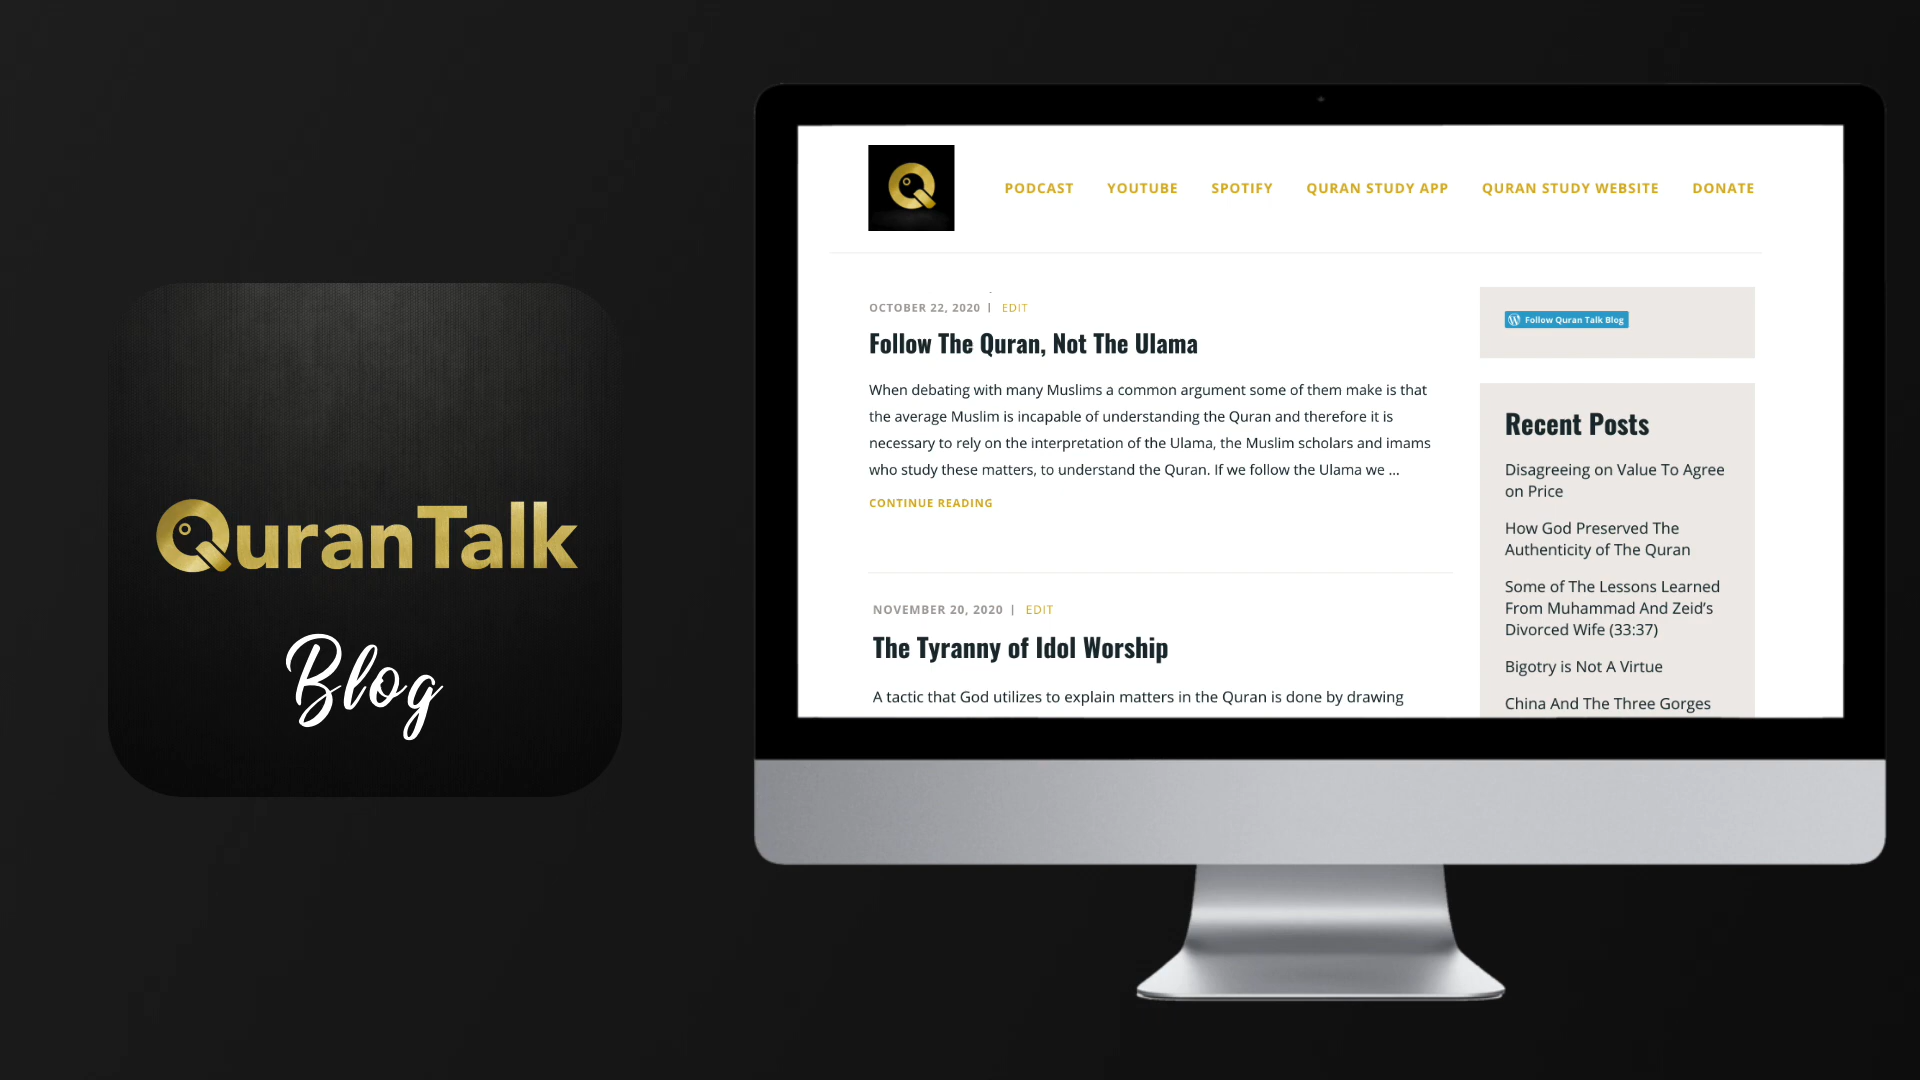 QuranTalk
Blog
PODCAST YOUTUBE SPOTIFY QURAN STUDY APP QURAN STUDY WEBSITE DONATE
OCTOBER 22, 2020 | EDIT
Follow The Quran, Not The Ulama
When debating with many Muslims a common argument some of them make is that
the average Muslim is incapable of understanding the Quran and therefore it is
necessary to rely on the interpretation of the Ulama, the Muslim scholars and imams
who study these matters, to understand the Quran. If we follow the Ulama we ...
CONTINUE READING
NOVEMBER 20, 2020 | EDIT
The Tyranny of Idol Worship
A tactic that God utilizes to explain matters in the Quran is done by drawing
Follow Quran Talk Blog
Recent Posts
Disagreeing on Value To Agree
on Price
How God Preserved The
Authenticity of The Quran
Some of The Lessons Learned
From Muhammad And Zeid's
Divorced Wife (33:37)
Bigotry is Not A Virtue
China And The Three Gorges